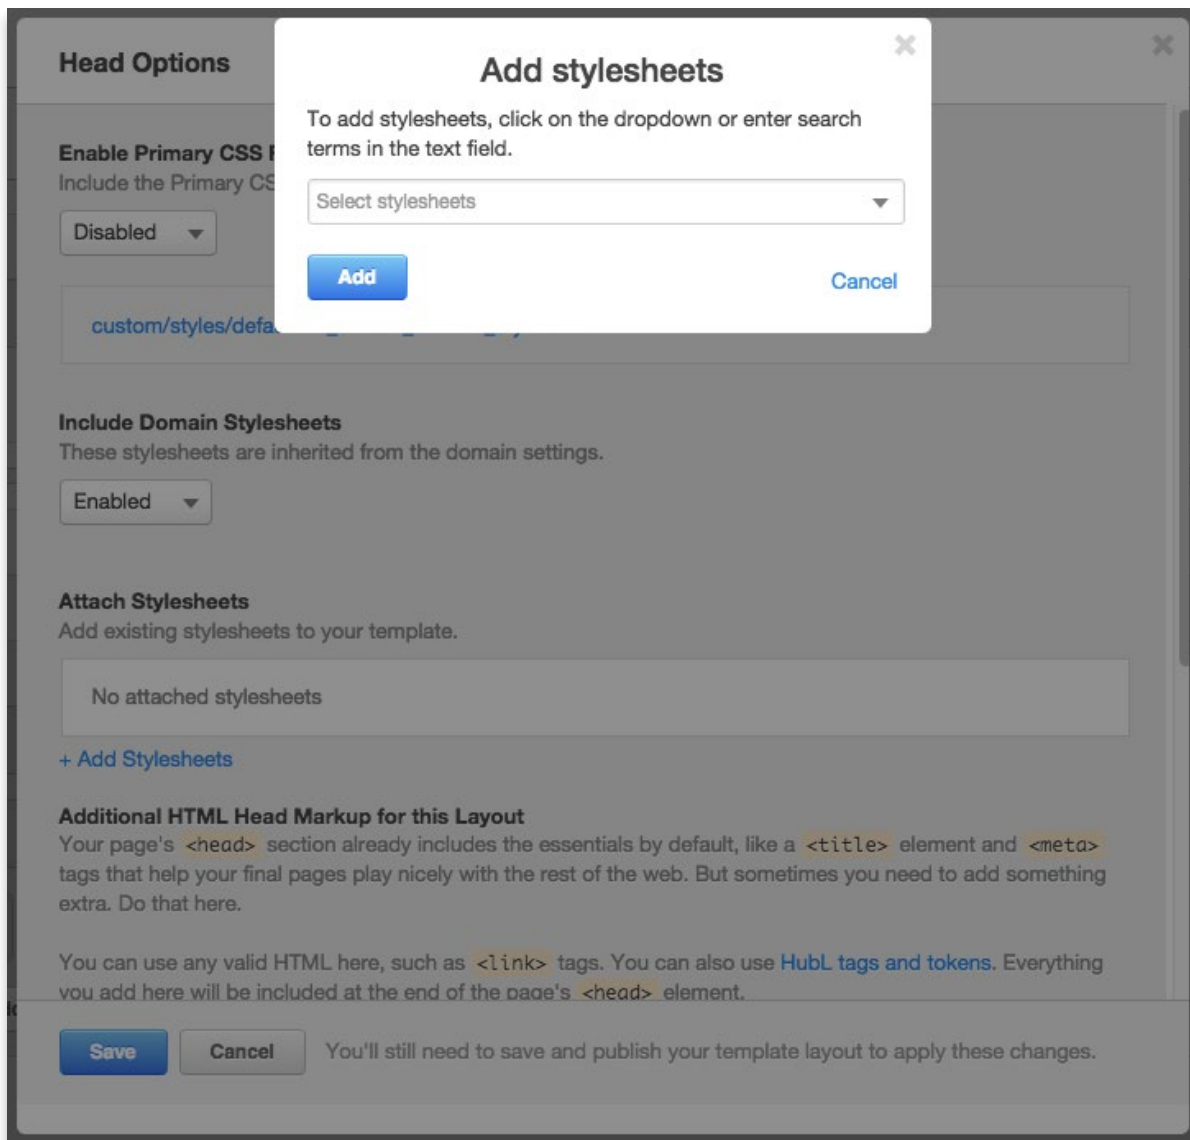 Head Options
Add stylesheets
To add stylesheets, click on the dropdown or enter search
terms in the text field.
Select stylesheets
Add
Cancel
Enable Primary CSS
Include the Primary
Disabled
Include Domain Stylesheets
These stylesheets are inherited from the domain settings.
Enabled
Attach Stylesheets
Add existing stylesheets to your template.
No attached stylesheets
+ Add Stylesheets
Additional HTML Head Markup for this Layout
Your page's <head> section already includes the essentials by default, like a <title> element and <meta>
tags that help your final pages play nicely with the rest of the web. But sometimes you need to add something
extra. Do that here.
You can use any valid HTML here, such as <link> tags. You can also use HubL tags and tokens. Everything
you add here will be included at the end of the page's <head> element.
Save
Cancel
You'll still need to save and publish your template layout to apply these changes.